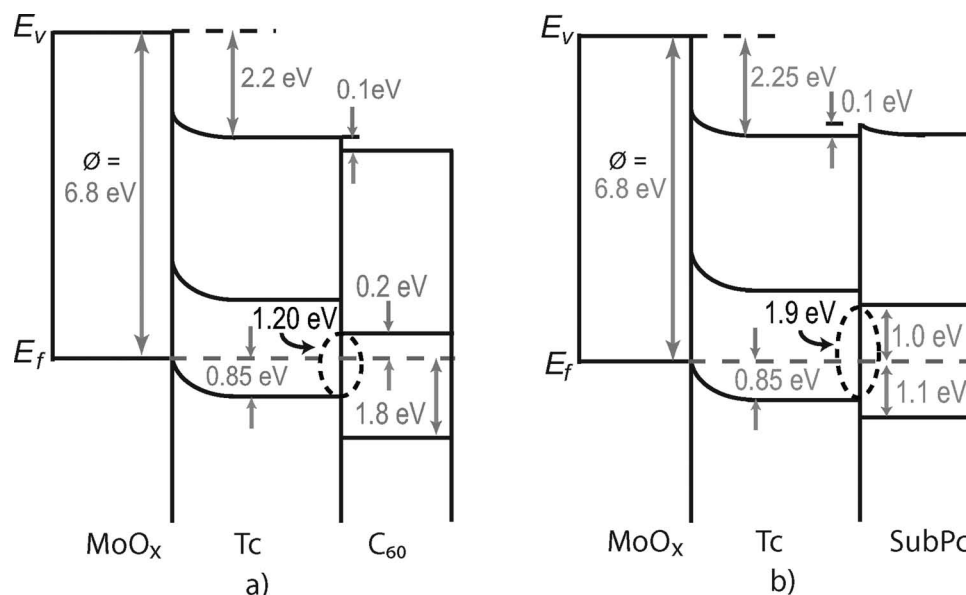 Ev
2.2 eV
0.1eV
Ø =
6.8 eV
0.2 eV
1.20 eV
Ef
0.85 eV
1.8 eV
MoOx
Tc
C60
a)
Ev
2.25 eV
0.1 eV
Ø =
6.8 eV
1.9 eV
1.0 eV
Ef
0.85 eV
1.1 eV
MoOx
Tc
SubPc
b)